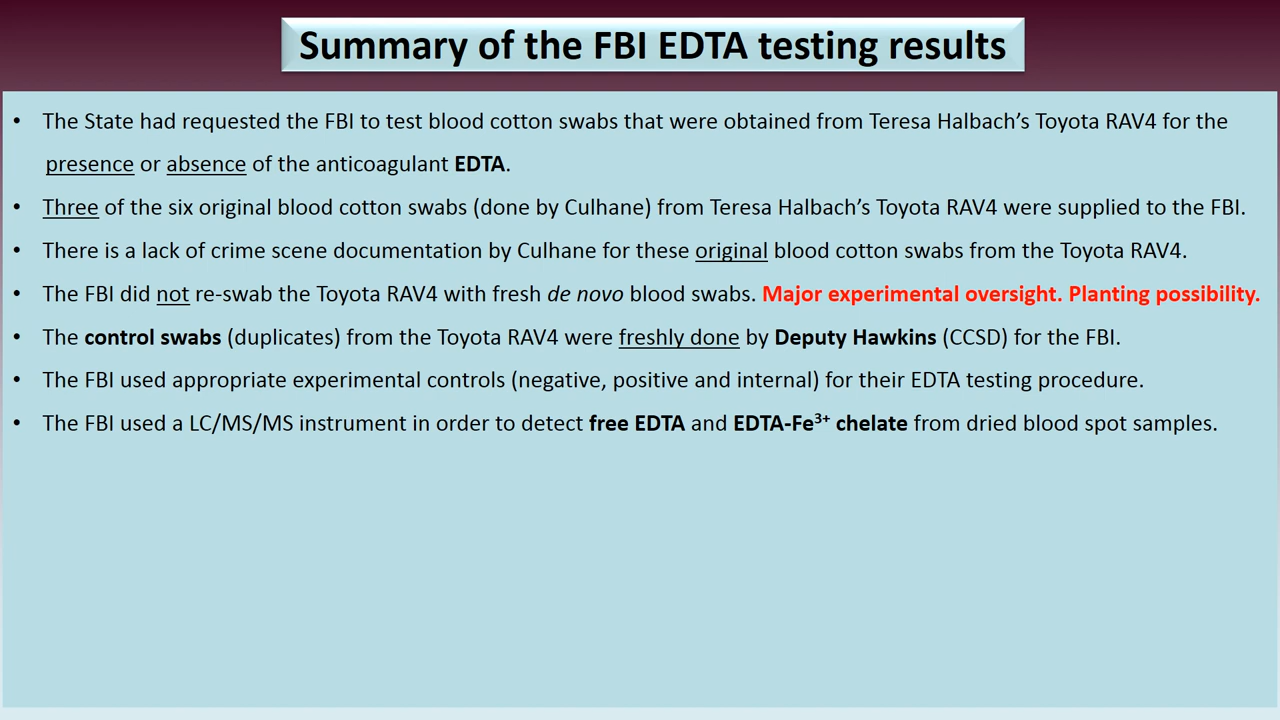 Summary of the FBI EDTA testing results
• The State had requested the FBI to test blood cotton swabs that were obtained from Teresa Halbach’s Toyota RAV4 for the
presence or absence of the anticoagulant EDTA.
• Three of the six original blood cotton swabs (done by Culhane) from Teresa Halbach’s Toyota RAV4 were supplied to the FBI.
• There is a lack of crime scene documentation by Culhane for these original blood cotton swabs from the Toyota RAV4.
• The FBI did not re-swab the Toyota RAV4 with fresh de novo blood swabs. Major experimental oversight. Planting possibility.
• The control swabs (duplicates) from the Toyota RAV4 were freshly done by Deputy Hawkins (CCSD) for the FBI.
• The FBI used appropriate experimental controls (negative, positive and internal) for their EDTA testing procedure.
• The FBI used a LC/MS/MS instrument in order to detect free EDTA and EDTA-Fe³⁺ chelate from dried blood spot samples.